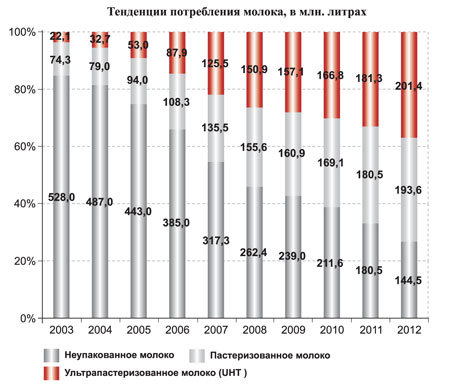 Тенденции потребления молока, в млн. литрах
100%
80%
60%
40%
20%
0%
22,1 32,7 53,0 87,9 125,5 150,9 157,1 166,8 181,3 201,4
74,3 79,0 94,0 108,3 135,5 155,6 160,9 169,1 180,5 193,6
528,0 487,0 443,0 385,0 317,3 262,4 239,0 211,6 180,5 144,5
2003 2004 2005 2006 2007 2008 2009 2010 2011 2012
Неупакованное молоко Пастеризованное молоко
Ультрапастеризованное молоко (UHT )